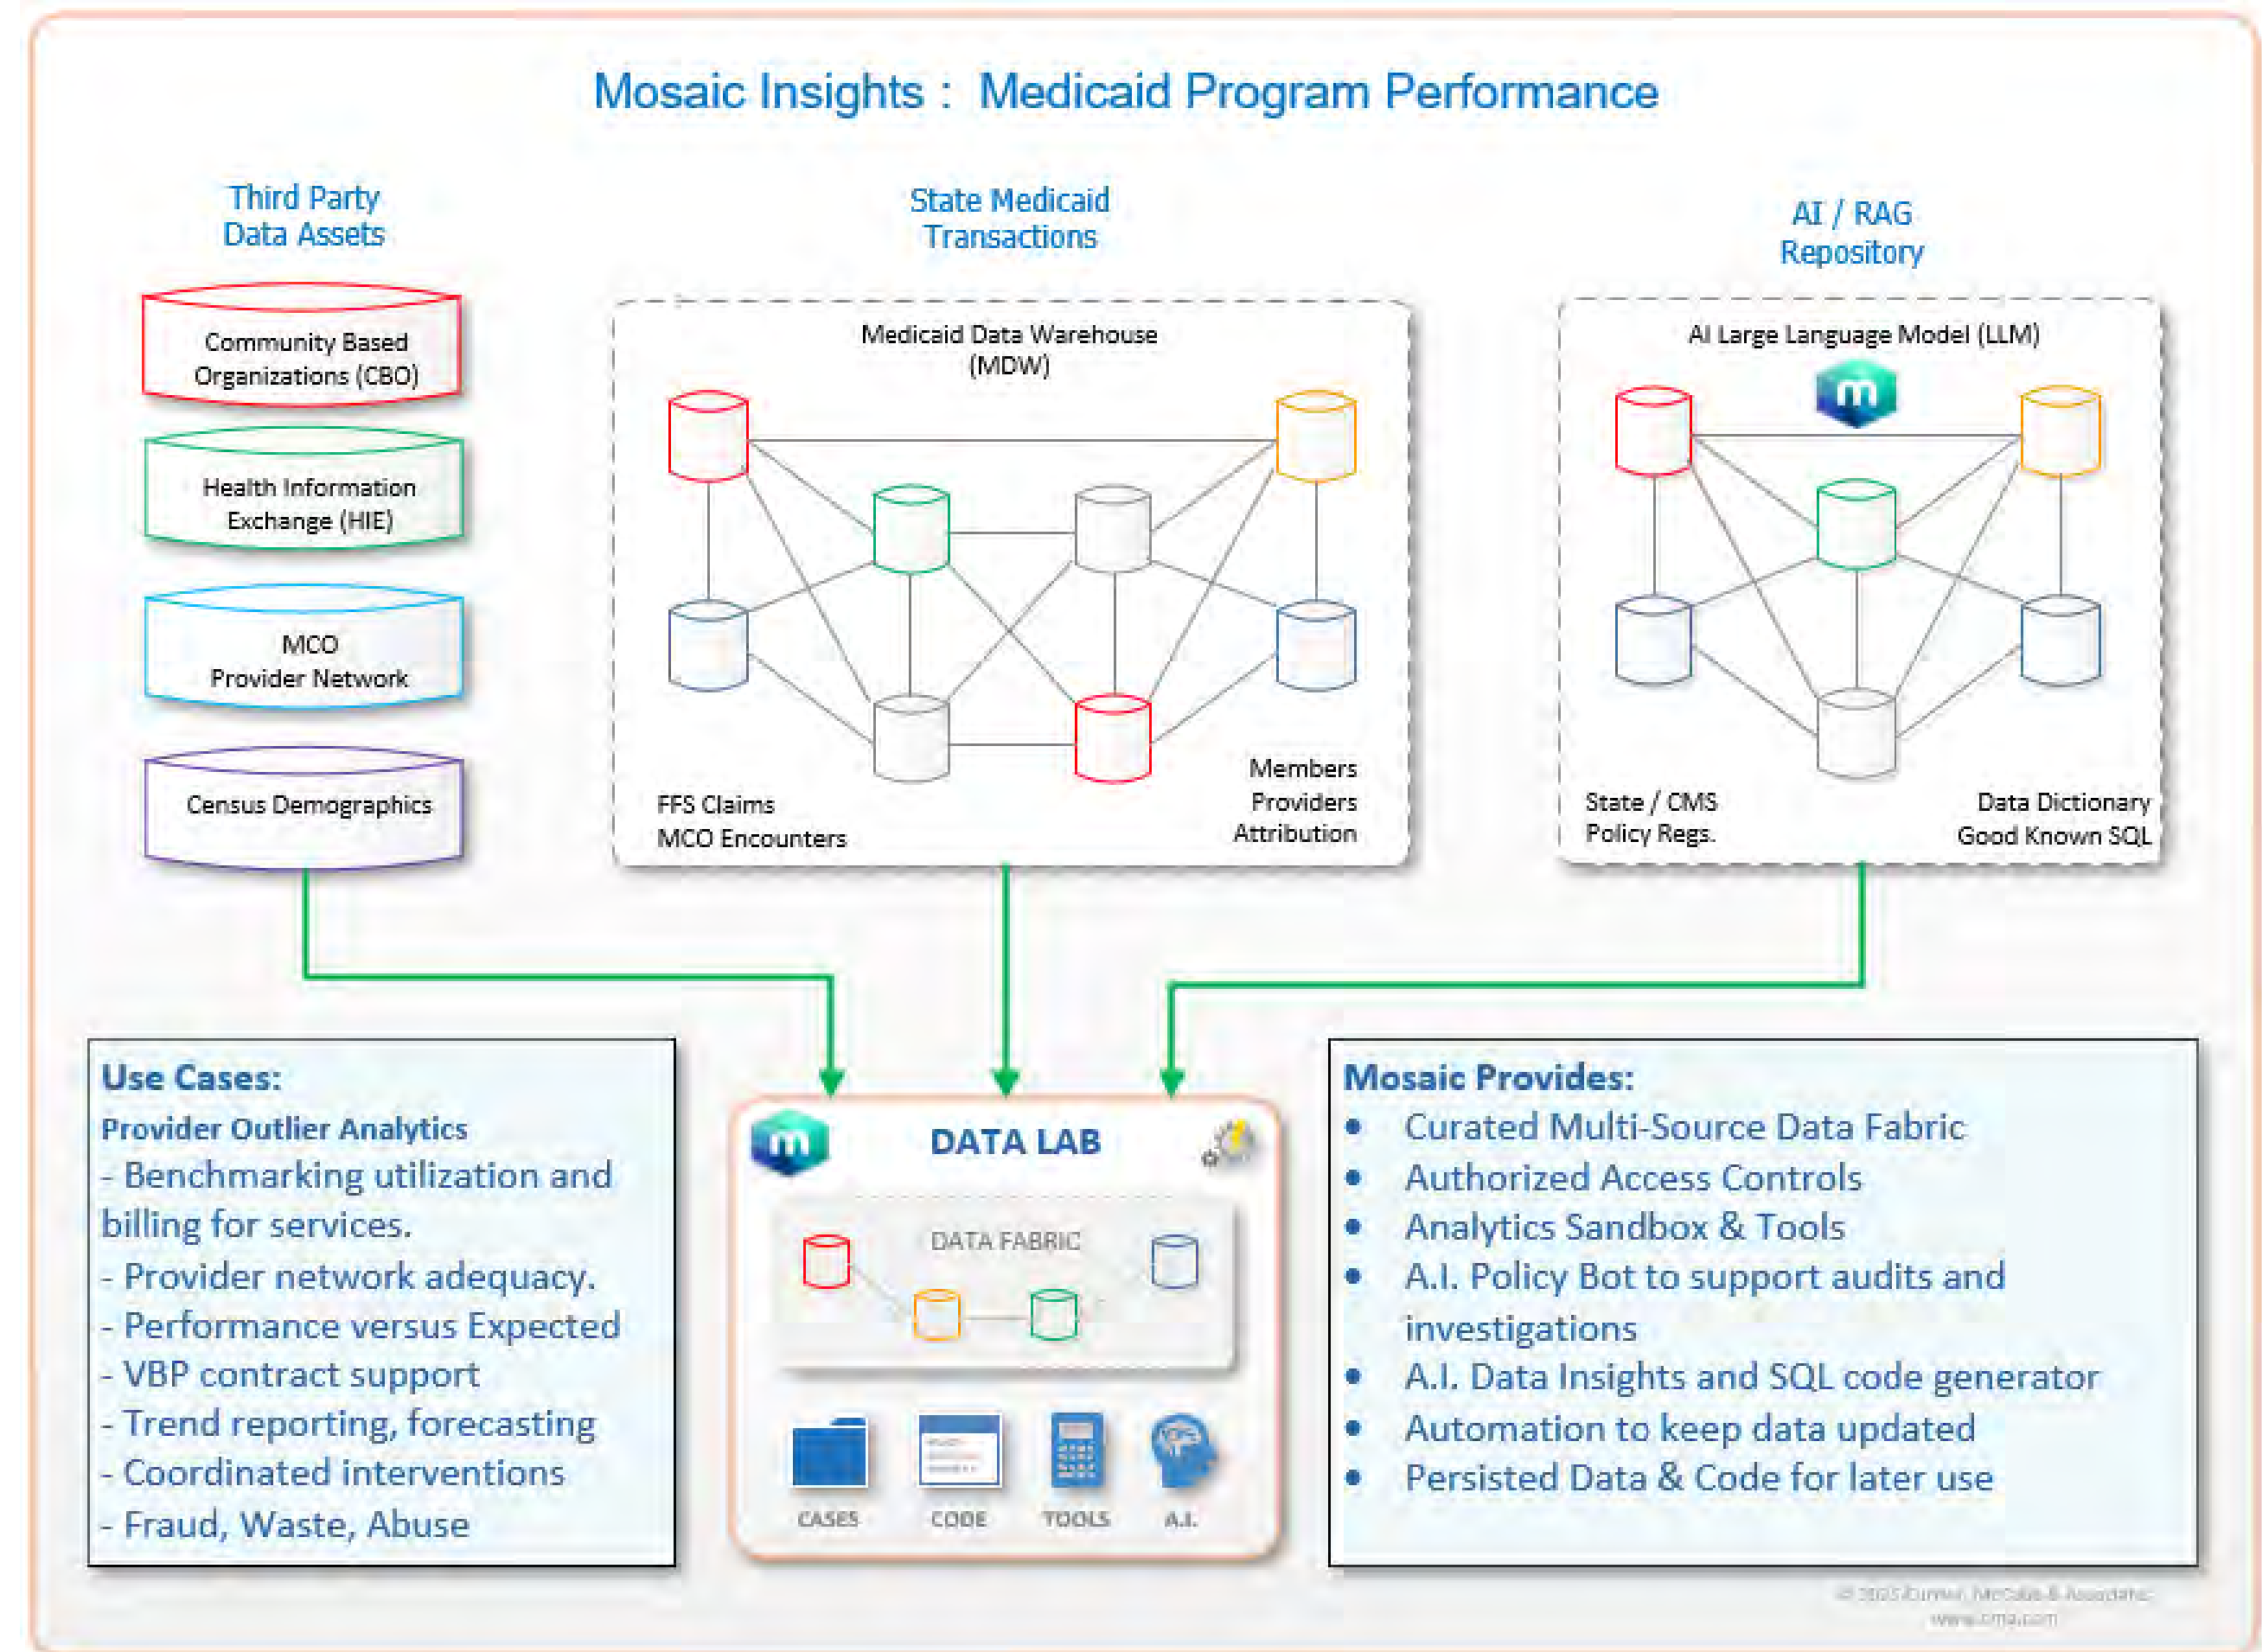 Mosaic Insights : Medicaid Program Performance
Third Party
Data Assets
Community Based
Organizations (CBO)
Health Information
Exchange (HIE)
MCO
Provider Network
Census Demographics
State Medicaid
Transactions
Medicaid Data Warehouse
(MDW)
FFS Claims
MCO Encounters
Members
Providers
Attribution
AI / RAG
Repository
AI Large Language Model (LLM)
m
State / CMS
Policy Regs.
Data Dictionary
Good Known SQL
Use Cases:
Provider Outlier Analytics
- Benchmarking utilization and
billing for services.
- Provider network adequacy.
- Performance versus Expected
- VBP contract support
- Trend reporting, forecasting
- Coordinated interventions
- Fraud, Waste, Abuse
m
DATA LAB
DATA FABRIC
CASES
CODE
TOOLS
A.I.
Mosaic Provides:
• Curated Multi-Source Data Fabric
• Authorized Access Controls
• Analytics Sandbox & Tools
• A.I. Policy Bot to support audits and
investigations
• A.I. Data Insights and SQL code generator
• Automation to keep data updated
• Persisted Data & Code for later use
© 2025 McCabe & Associates
www.cma.com